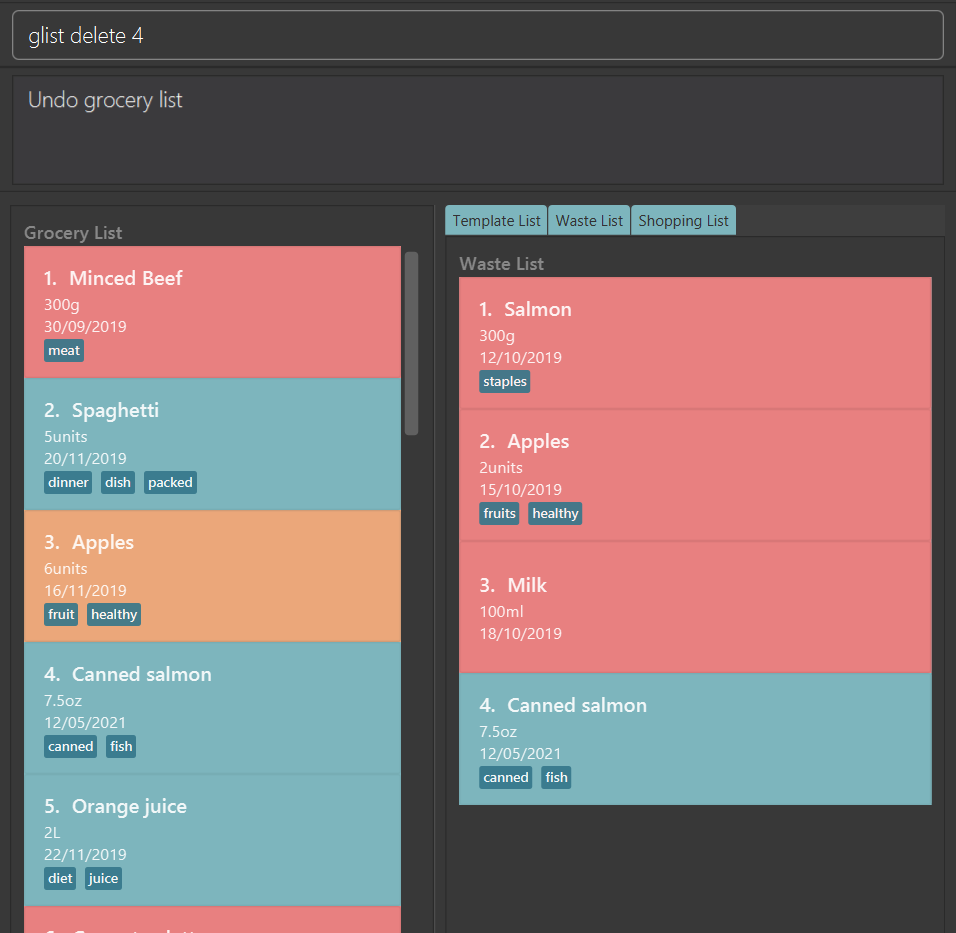 glist delete 4
Undo grocery list
Grocery List
1. Minced Beef
300g
30/09/2019
meat
2. Spaghetti
5units
20/11/2019
dinner dish packed
3. Apples
6units
16/11/2019
fruit healthy
4. Canned salmon
7.5oz
12/05/2021
canned fish
5. Orange juice
2L
22/11/2019
diet juice
Template List Waste List Shopping List
Waste List
1. Salmon
300g
12/10/2019
staples
2. Apples
2units
15/10/2019
fruits healthy
3. Milk
100ml
18/10/2019
4. Canned salmon
7.5oz
12/05/2021
canned fish